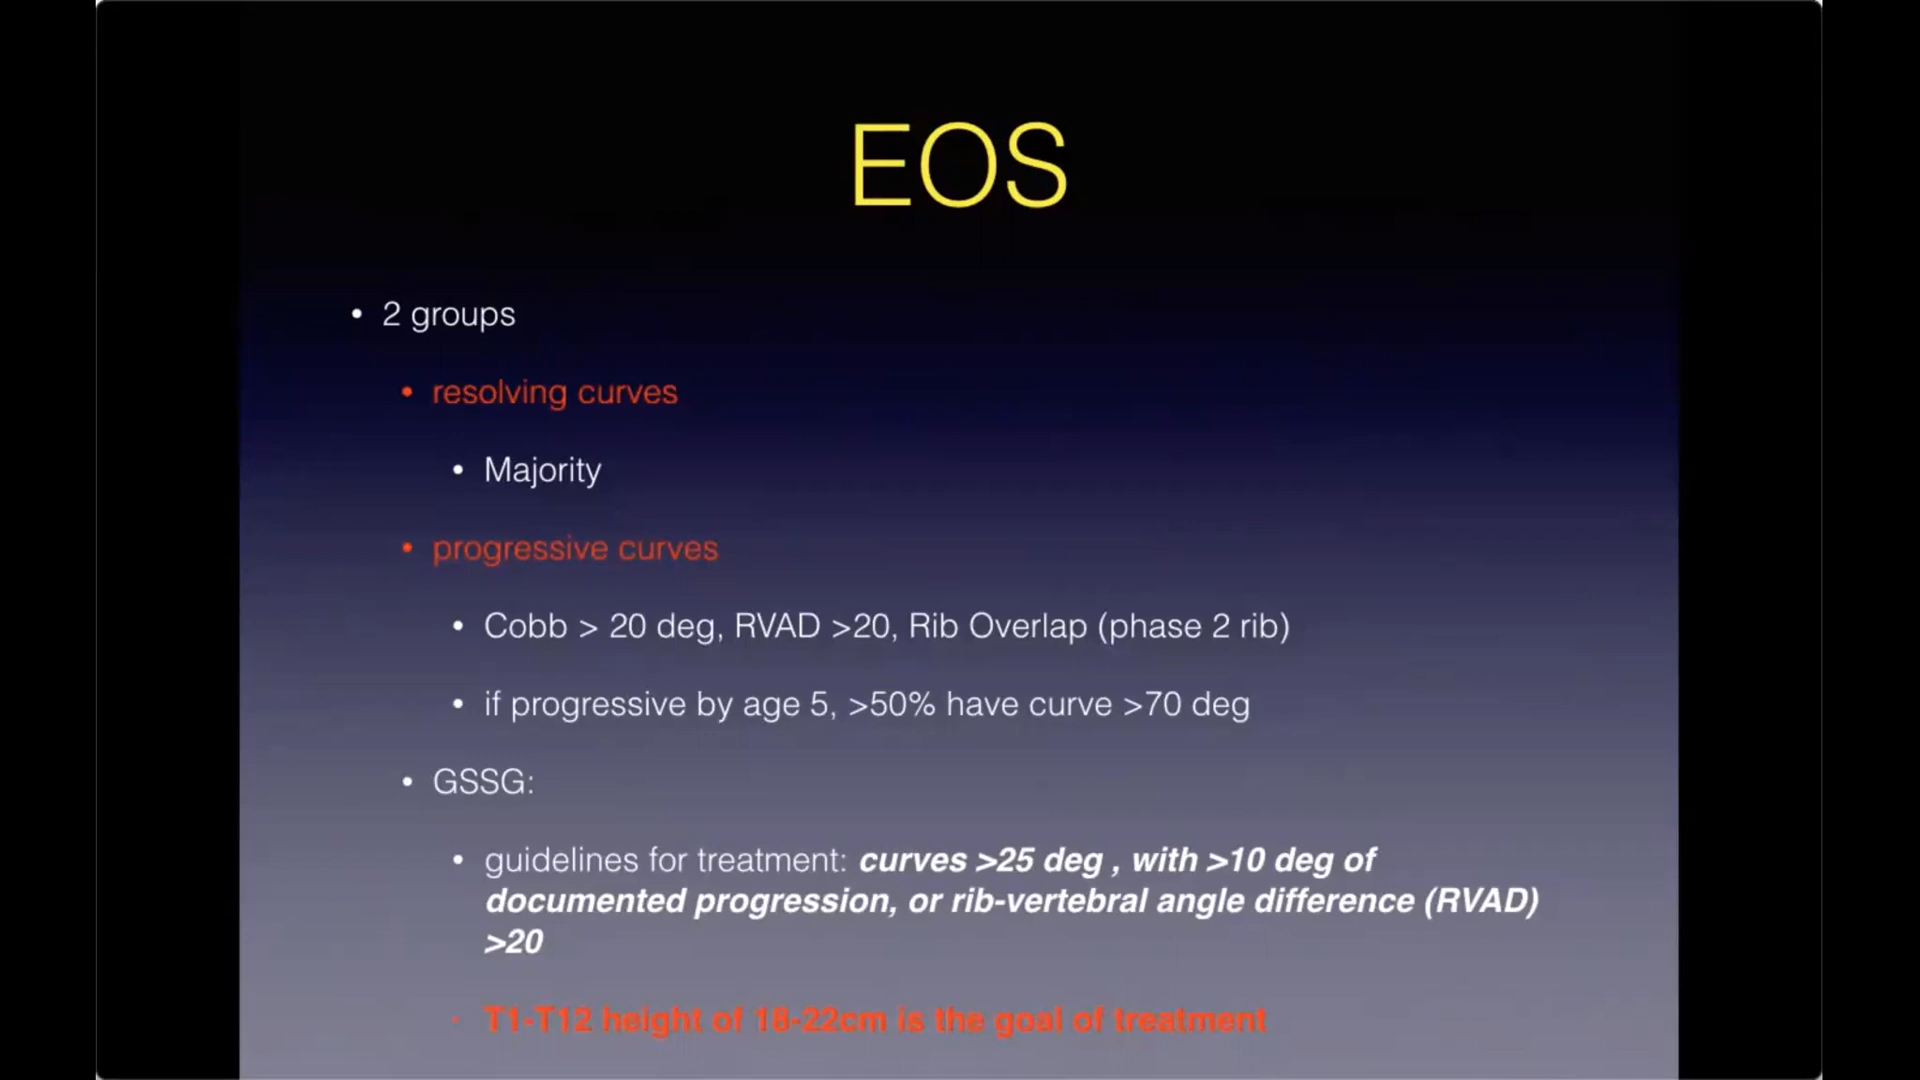 EOS
• 2 groups
• resolving curves
• Majority
• progressive curves
• Cobb > 20 deg, RVAD >20, Rib Overlap (phase 2 rib)
• if progressive by age 5, >50% have curve >70 deg
• GSSG:
• guidelines for treatment: curves >25 deg , with >10 deg of
documented progression, or rib-vertebral angle difference (RVAD)
>20
• T1-T12 height of 18-22cm is the goal of treatment